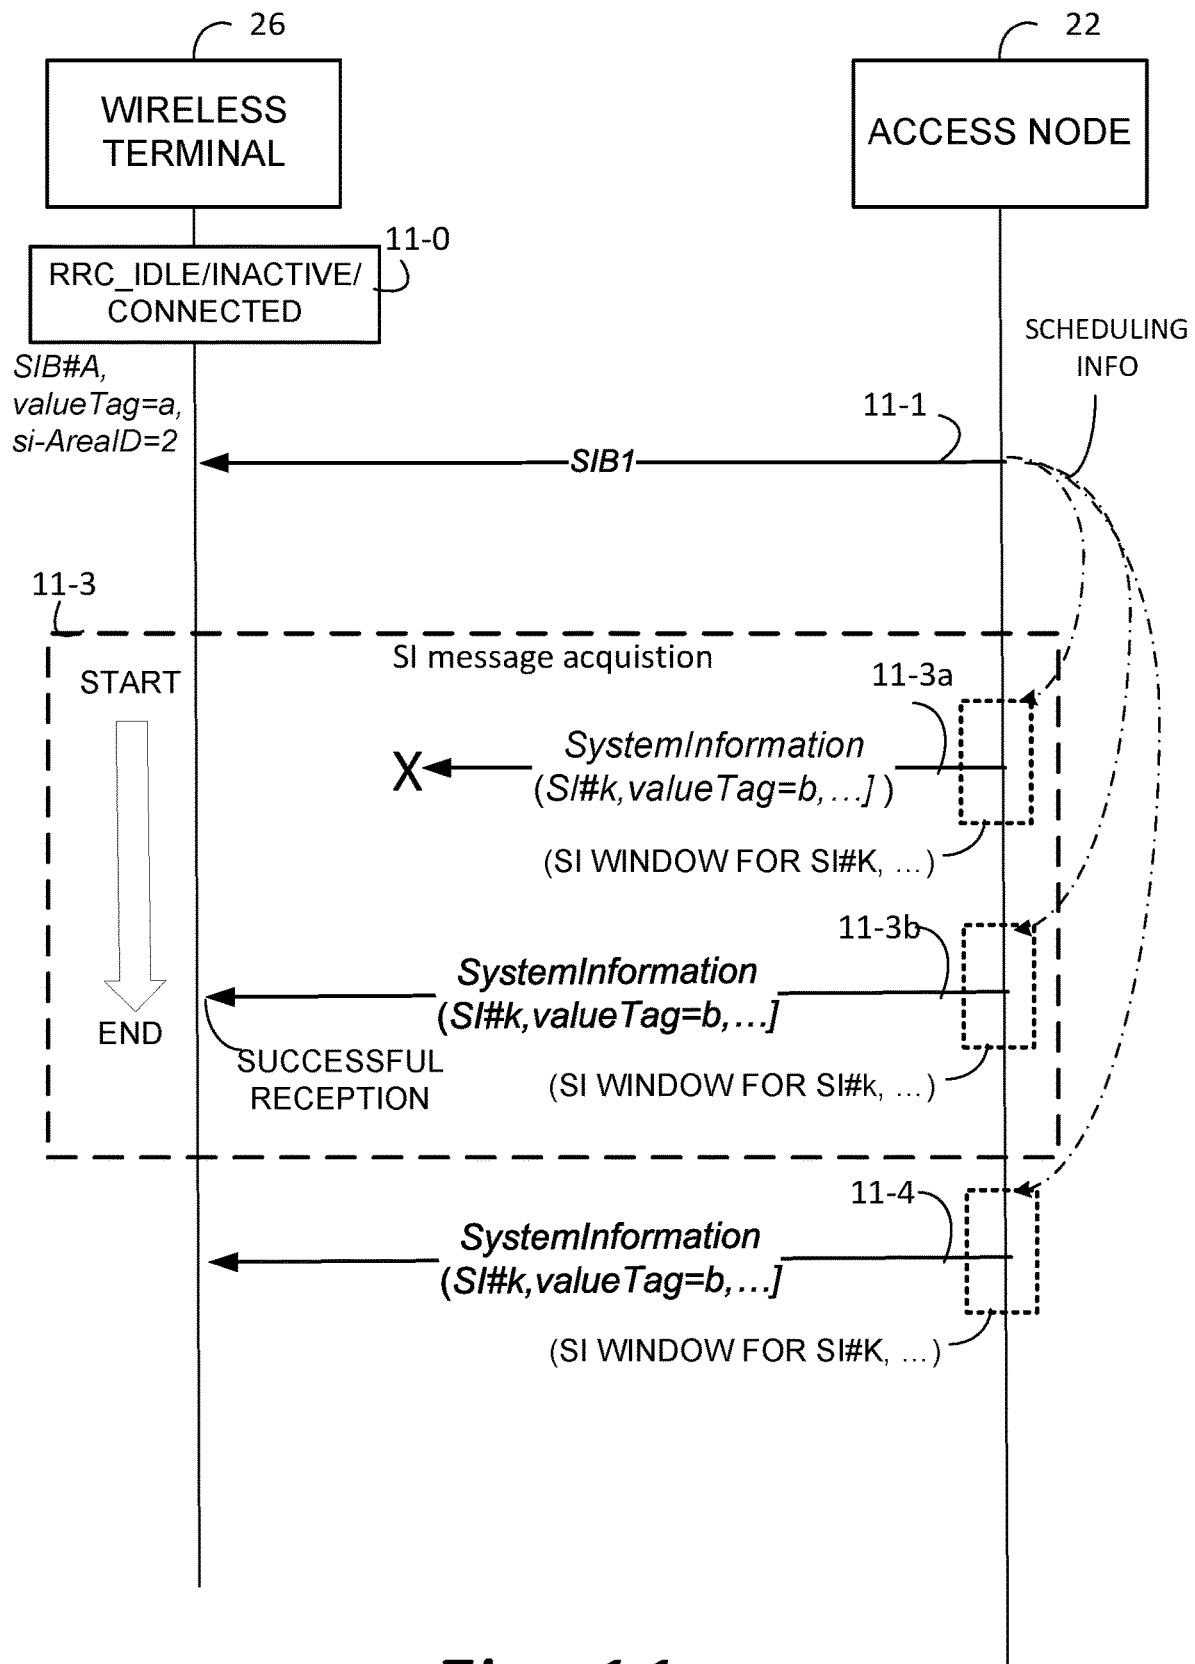 26
22
WIRELESS
TERMINAL
ACCESS NODE
11-0
RRC_IDLE/INACTIVE/
CONNECTED
SCHEDULING
INFO
SIB#A,
valueTag=a,
si-AreaID=2
11-1
SIB1
11-3
SI message acquistion
START
11-3a
SystemInformation
(SI#k,valueTag=b,...] )
X
(SI WINDOW FOR SI#K, ...)
11-3b
SystemInformation
(SI#k,valueTag=b,...]
END
SUCCESSFUL
RECEPTION
(SI WINDOW FOR SI#k, ...)
11-4
SystemInformation
(SI#k,valueTag=b,...]
(SI WINDOW FOR SI#K, ...)